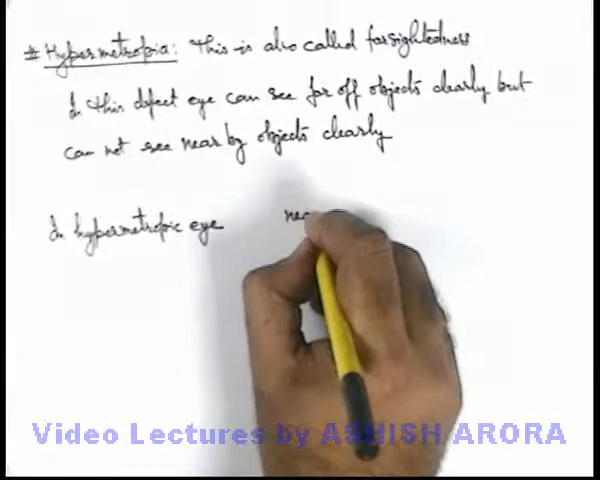 # Hypermetropia: This is also called farsightedness
In this defect eye can see far off objects clearly but
can not see near by objects clearly
In hypermetropic eye
Video Lectures by ASHISH ARORA